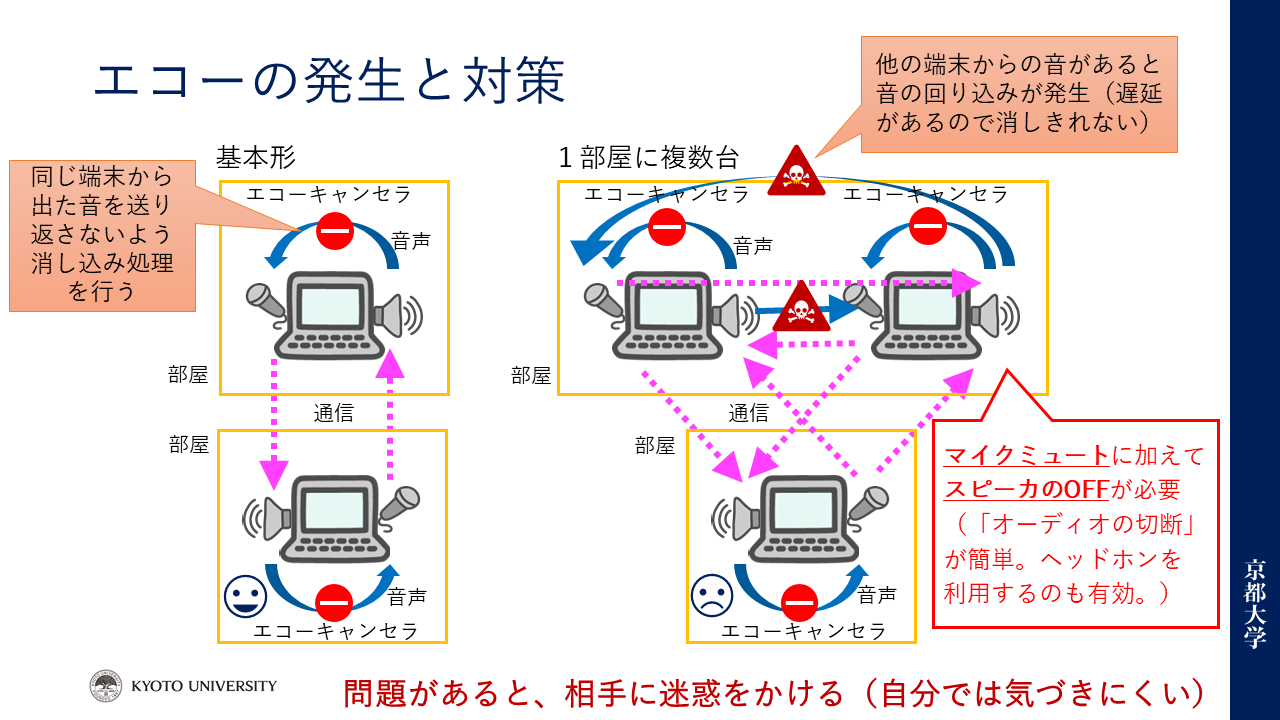 エコーの発生と対策
他の端末からの音があると
音の回り込みが発生（遅延
があるので消しきれない）
基本形
１部屋に複数台
同じ端末から
出た音を送り
返さないよう
消し込み処理
を行う
エコーキャンセラ
音声
エコーキャンセラ
音声
エコーキャンセラ
部屋
部屋
通信
通信
部屋
部屋
マイクミュートに加えて
スピーカのOFFが必要
（「オーディオの切断」
が簡単。ヘッドホンを
利用するのも有効。）
音声
エコーキャンセラ
音声
エコーキャンセラ
京都大学
KYOTO UNIVERSITY
問題があると、相手に迷惑をかける（自分では気づきにくい）